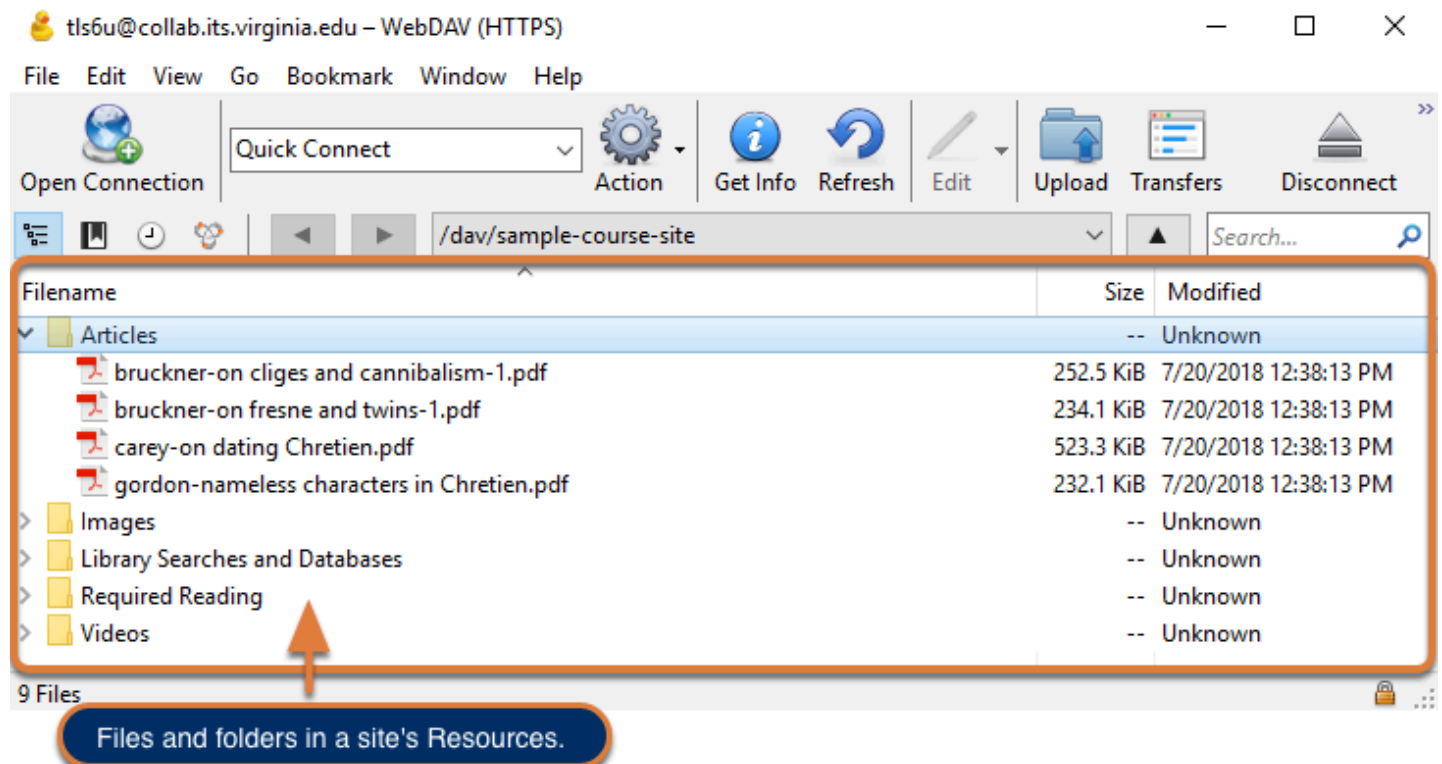 tls6u@collab.its.virginia.edu – WebDAV (HTTPS)
File Edit View Go Bookmark Window Help
Open Connection Quick Connect Action Get Info Refresh Edit Upload Transfers Disconnect
/dav/sample-course-site Search...
Filename Size Modified
Articles -- Unknown
bruckner-on cliges and cannibalism-1.pdf 252.5 KiB 7/20/2018 12:38:13 PM
bruckner-on fresne and twins-1.pdf 234.1 KiB 7/20/2018 12:38:13 PM
carey-on dating Chretien.pdf 523.3 KiB 7/20/2018 12:38:13 PM
gordon-nameless characters in Chretien.pdf 232.1 KiB 7/20/2018 12:38:13 PM
Images -- Unknown
Library Searches and Databases -- Unknown
Required Reading -- Unknown
Videos -- Unknown
9 Files
Files and folders in a site's Resources.